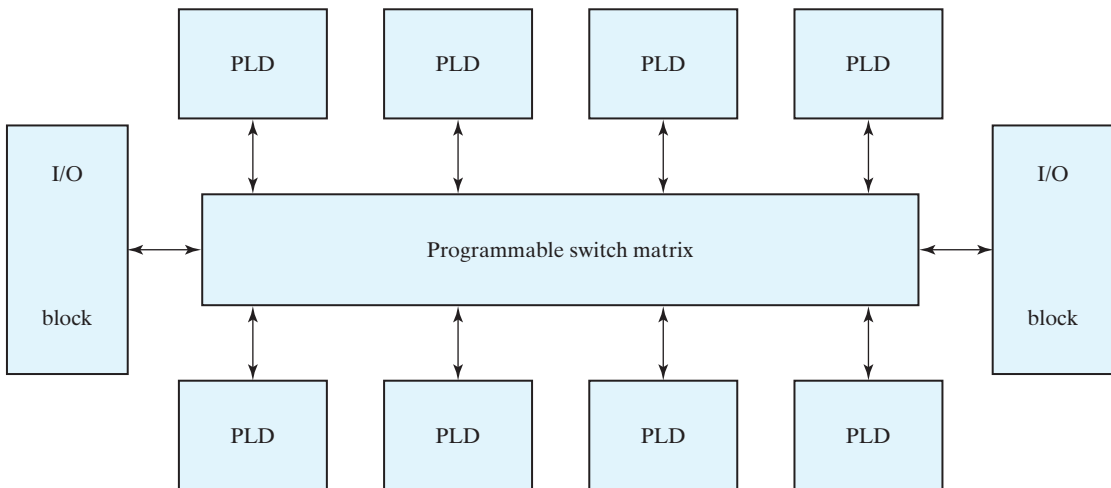 PLD PLD PLD PLD
I/O I/O
Programmable switch matrix
block block
PLD PLD PLD PLD